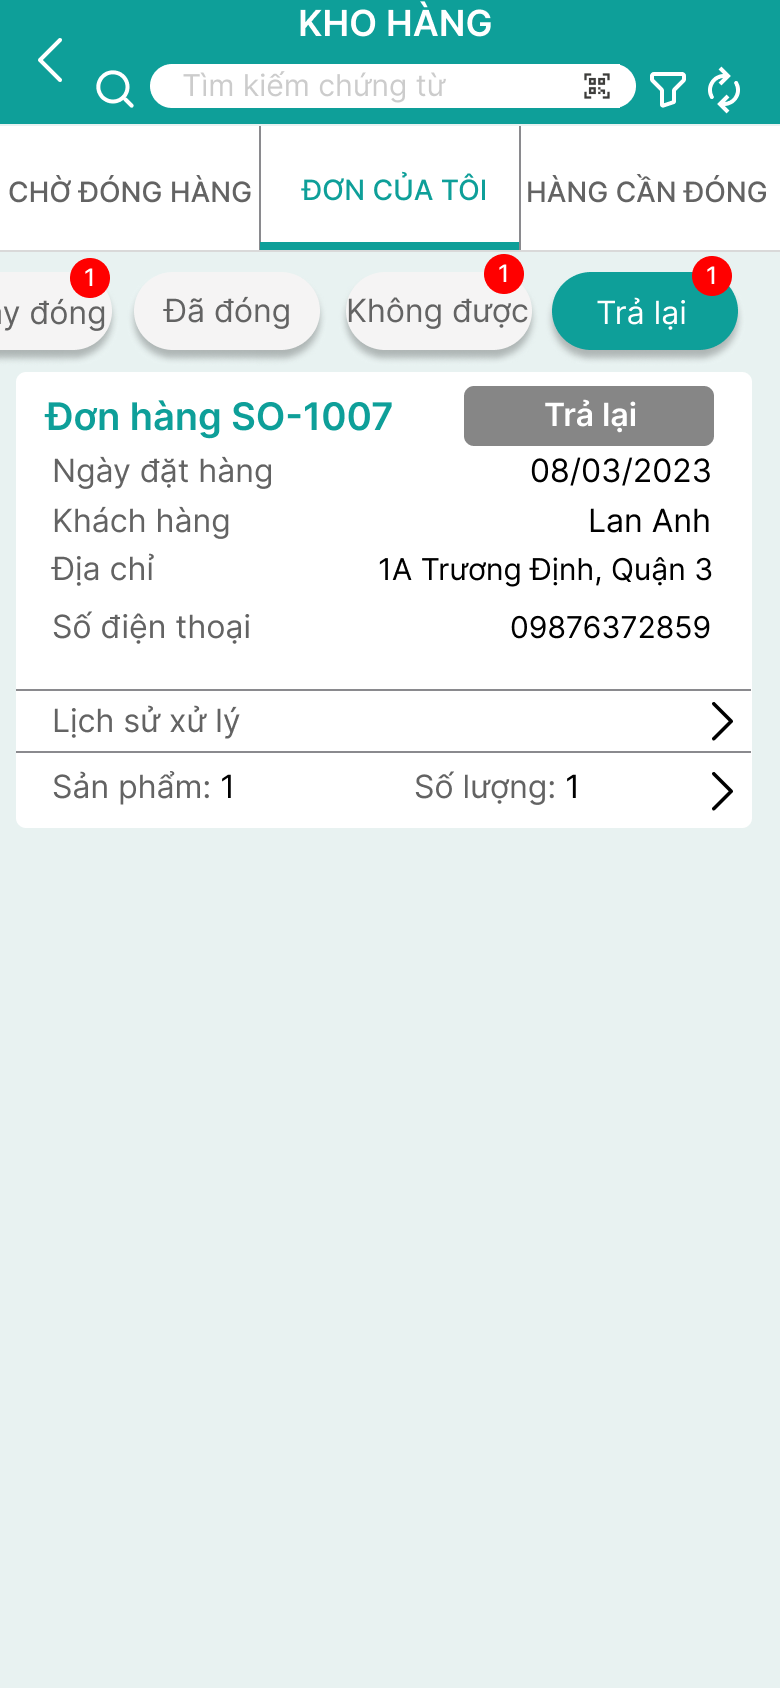 KHO HÀNG
Tìm kiếm chứng từ
CHỜ ĐÓNG HÀNG ĐƠN CỦA TÔI HÀNG CẦN ĐÓNG
1 1 1
đóng Đã đóng Không được Trả lại
Đơn hàng SO-1007 Trả lại
Ngày đặt hàng 08/03/2023
Khách hàng Lan Anh
Địa chỉ 1A Trương Định, Quận 3
Số điện thoại 09876372859
Lịch sử xử lý
Sản phẩm: 1 Số lượng: 1